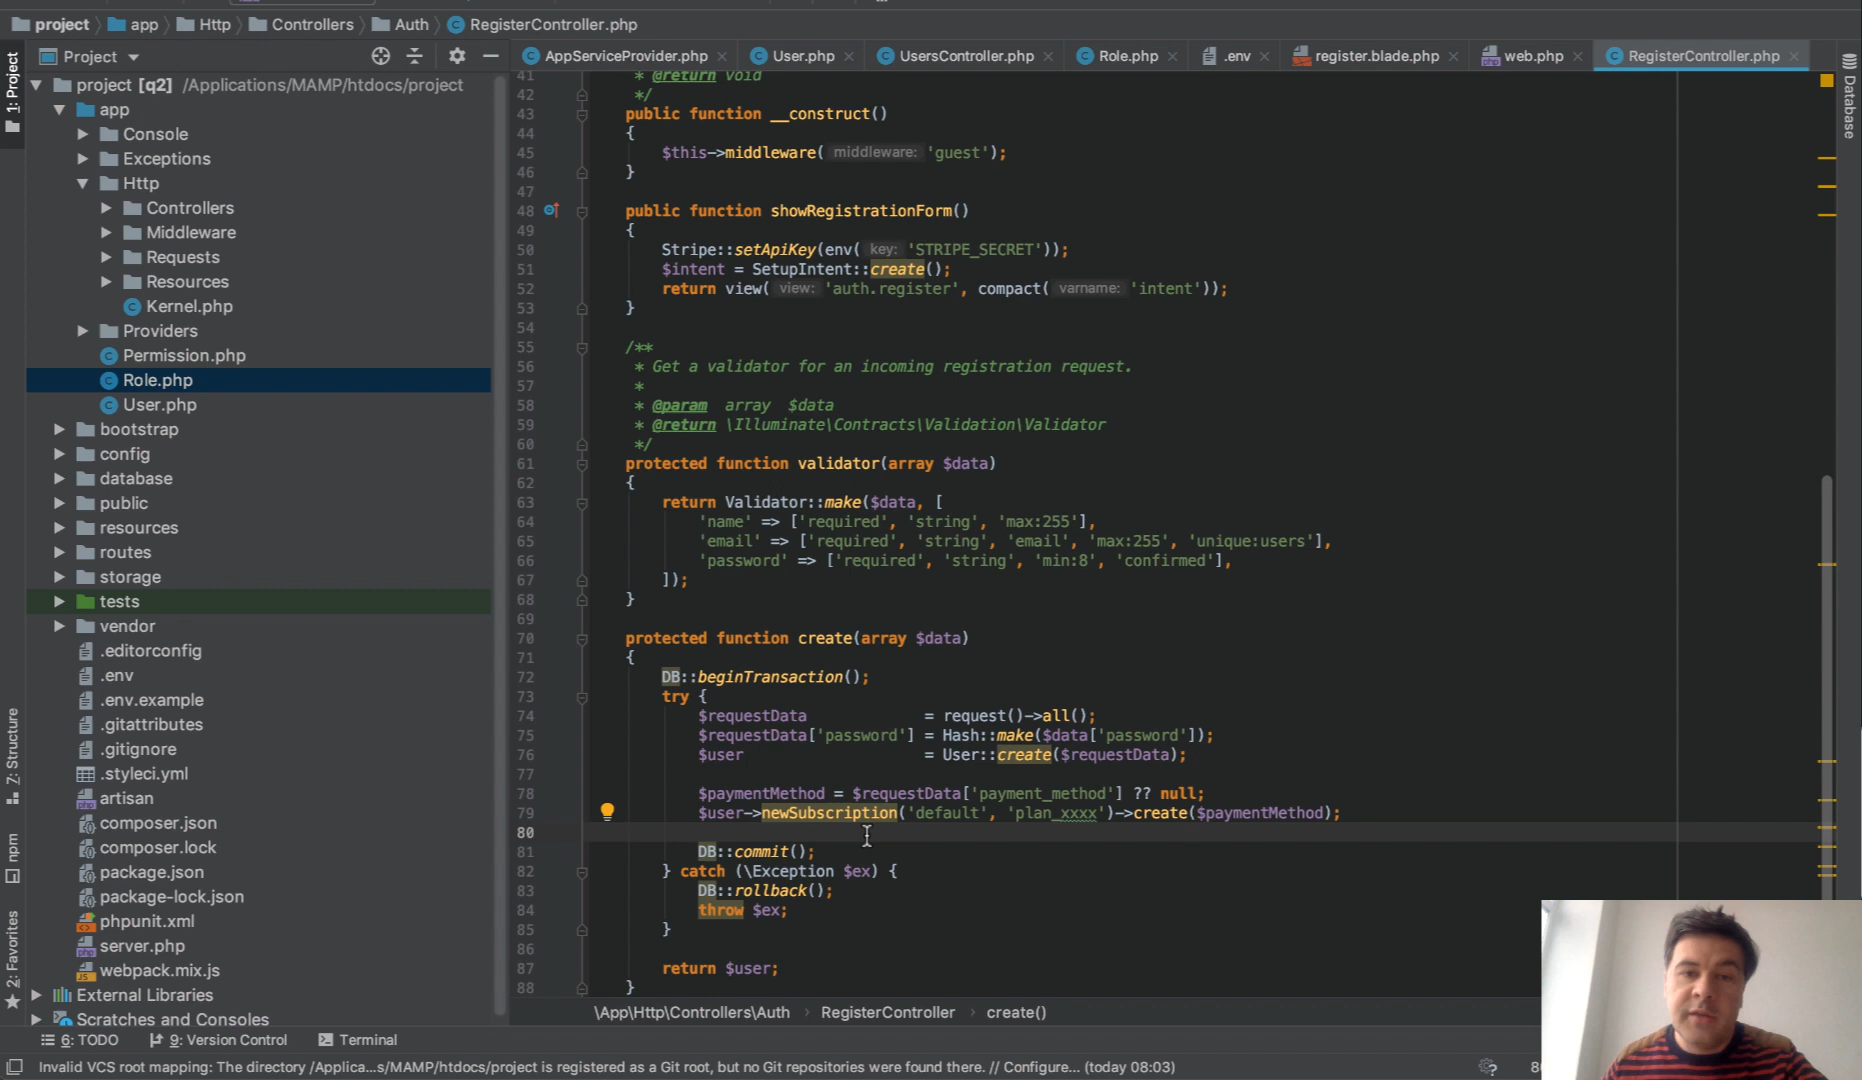 project app Http Controllers Auth RegisterController.php
Project
AppServiceProvider.php User.php UsersController.php Role.php .env register.blade.php web.php RegisterController.php
1: Project
7: Structure
npm
2: Favorites
Database
project [q2] /Applications/MAMP/htdocs/project
app
Console
Exceptions
Http
Controllers
Middleware
Requests
Resources
Kernel.php
Providers
Permission.php
Role.php
User.php
bootstrap
config
database
public
resources
routes
storage
tests
vendor
.editorconfig
.env
.env.example
.gitattributes
.gitignore
.styleci.yml
artisan
composer.json
composer.lock
package.json
package-lock.json
phpunit.xml
server.php
webpack.mix.js
External Libraries
Scratches and Consoles
41 * @return void
42 */
43 public function __construct()
44 {
45 $this->middleware( middleware: 'guest');
46 }
47
48 public function showRegistrationForm()
49 {
50 Stripe::setApiKey(env( key: 'STRIPE_SECRET'));
51 $intent = SetupIntent::create();
52 return view( view: 'auth.register', compact( varname: 'intent'));
53 }
54
55 /**
56 * Get a validator for an incoming registration request.
57 *
58 * @param array $data
59 * @return \Illuminate\Contracts\Validation\Validator
60 */
61 protected function validator(array $data)
62 {
63 return Validator::make($data, [
64 'name' => ['required', 'string', 'max:255'],
65 'email' => ['required', 'string', 'email', 'max:255', 'unique:users'],
66 'password' => ['required', 'string', 'min:8', 'confirmed'],
67 ]);
68 }
69
70 protected function create(array $data)
71 {
72 DB::beginTransaction();
73 try {
74 $requestData = request()->all();
75 $requestData['password'] = Hash::make($data['password']);
76 $user = User::create($requestData);
77
78 $paymentMethod = $requestData['payment_method'] ?? null;
79 $user->newSubscription('default', 'plan_xxxx')->create($paymentMethod);
80
81 DB::commit();
82 } catch (\Exception $ex) {
83 DB::rollback();
84 throw $ex;
85 }
86
87 return $user;
88 }
\App\Http\Controllers\Auth RegisterController create()
6: TODO 9: Version Control Terminal
Invalid VCS root mapping: The directory /Applica...s/MAMP/htdocs/project is registered as a Git root, but no Git repositories were found there. // Configure... (today 08:03)